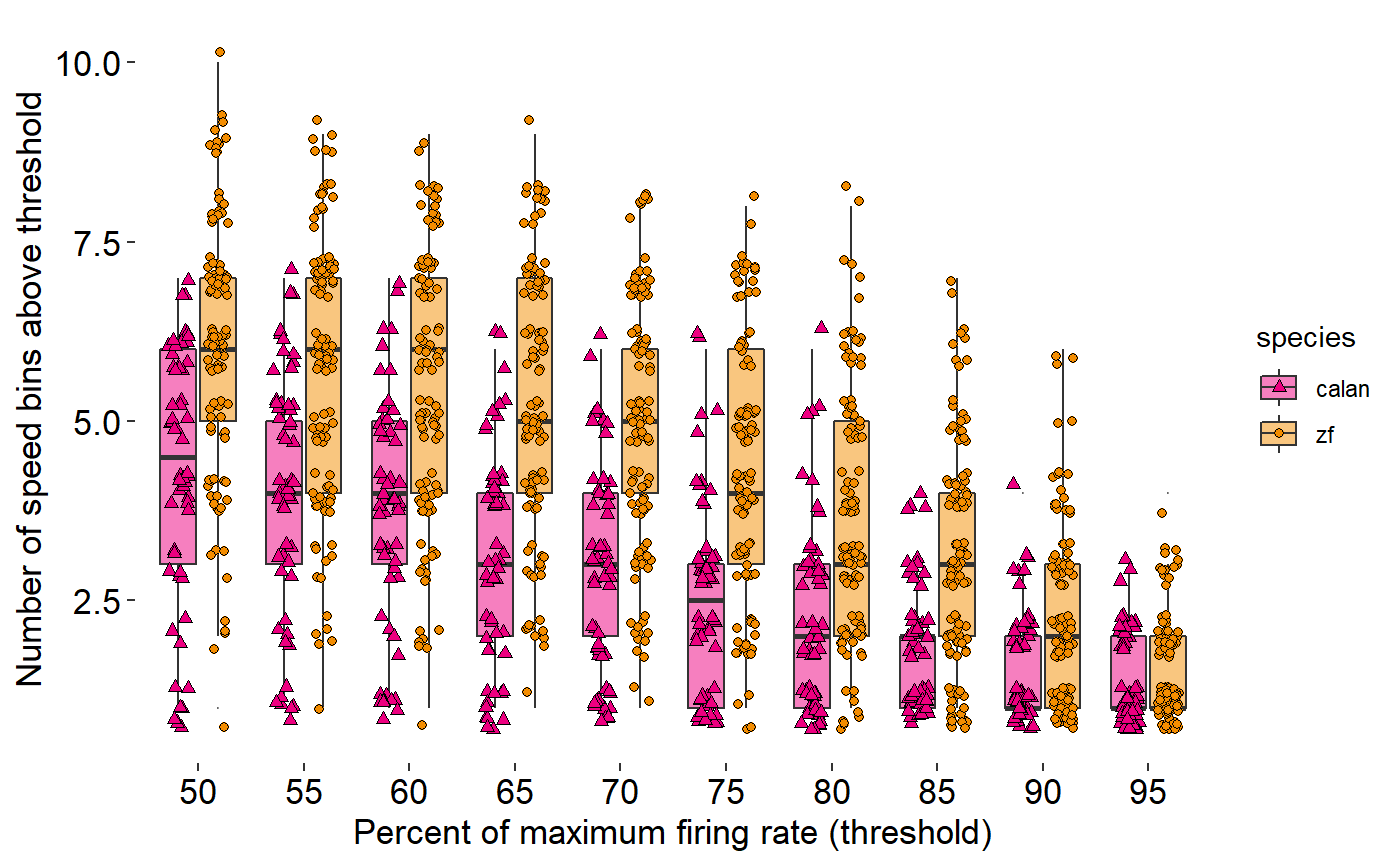 Number of speed bins above threshold
10.0
7.5
5.0
2.5
50 55 60 65 70 75 80 85 90 95
Percent of maximum firing rate (threshold)
species
calan
zf